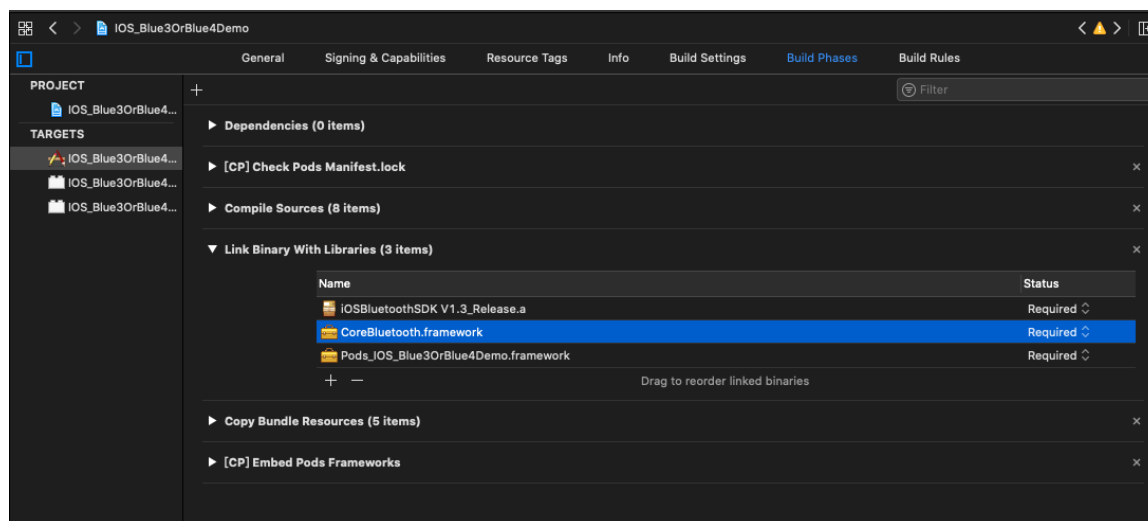 IOS_Blue3OrBlue4Demo
General Signing & Capabilities Resource Tags Info Build Settings Build Phases Build Rules
PROJECT
IOS_Blue3OrBlue4...
TARGETS
IOS_Blue3OrBlue4...
IOS_Blue3OrBlue4...
IOS_Blue3OrBlue4...
Filter
Dependencies (0 items)
[CP] Check Pods Manifest.lock
Compile Sources (8 items)
Link Binary With Libraries (3 items)
Name Status
iOSBluetoothSDK V1.3_Release.a Required
CoreBluetooth.framework Required
Pods_IOS_Blue3OrBlue4Demo.framework Required
Drag to reorder linked binaries
Copy Bundle Resources (5 items)
[CP] Embed Pods Frameworks